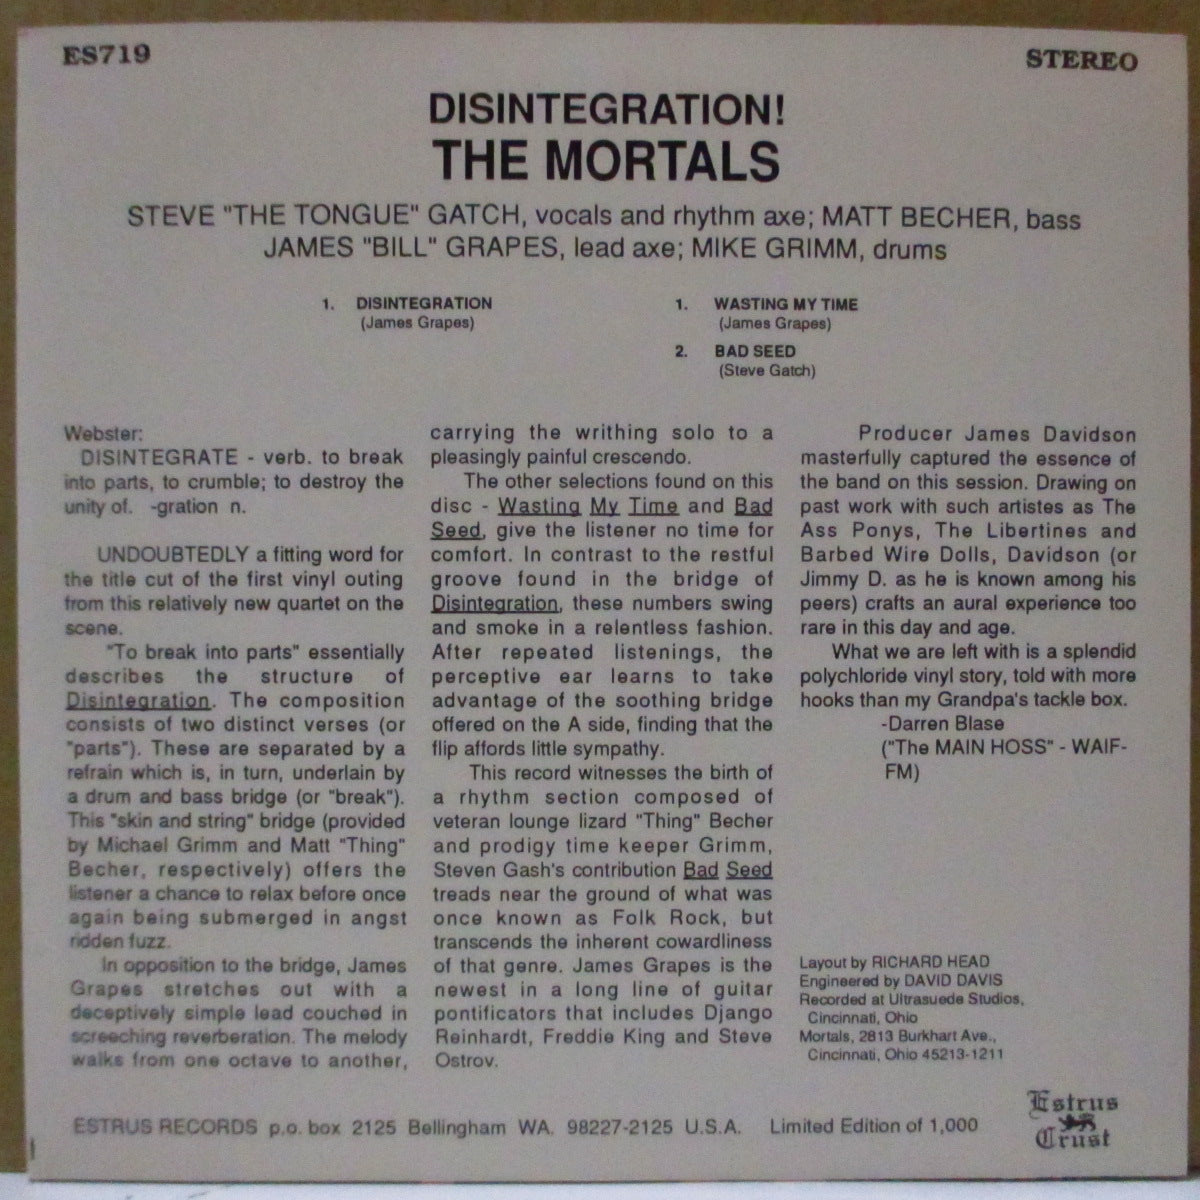 ES719
STEREO
DISINTEGRATION!
THE MORTALS
STEVE "THE TONGUE" GATCH, vocals and rhythm axe; MATT BECHER, bass
JAMES "BILL" GRAPES, lead axe; MIKE GRIMM, drums
1. DISINTEGRATION
(James Grapes)
1. WASTING MY TIME
(James Grapes)
2. BAD SEED
(Steve Gatch)
Webster:
DISINTEGRATE - verb. to break
into parts, to crumble; to destroy the
unity of. -gration n.
UNDOUBTEDLY a fitting word for
the title cut of the first vinyl outing
from this relatively new quartet on the
scene.
"To break into parts" essentially
describes the structure of
Disintegration. The composition
consists of two distinct verses (or
"parts"). These are separated by a
refrain which is, in turn, underlain by
a drum and bass bridge (or "break").
This "skin and string" bridge (provided
by Michael Grimm and Matt "Thing"
Becher, respectively) offers the
listener a chance to relax before once
again being submerged in angst
ridden fuzz.
In opposition to the bridge, James
Grapes stretches out with a
deceptively simple lead couched in
screeching reverberation. The melody
walks from one octave to another,
carrying the writhing solo to a
pleasingly painful crescendo.
The other selections found on this
disc - Wasting My Time and Bad
Seed, give the listener no time for
comfort. In contrast to the restful
groove found in the bridge of
Disintegration, these numbers swing
and smoke in a relentless fashion.
After repeated listenings, the
perceptive ear learns to take
advantage of the soothing bridge
offered on the A side, finding that the
flip affords little sympathy.
This record witnesses the birth of
a rhythm section composed of
veteran lounge lizard "Thing" Becher
and prodigy time keeper Grimm,
Steven Gash's contribution Bad Seed
treads near the ground of what was
once known as Folk Rock, but
transcends the inherent cowardliness
of that genre. James Grapes is the
newest in a long line of guitar
pontificators that includes Django
Reinhardt, Freddie King and Steve
Ostrov.
Producer James Davidson
masterfully captured the essence of
the band on this session. Drawing on
past work with such artistes as The
Ass Ponys, The Libertines and
Barbed Wire Dolls, Davidson (or
Jimmy D. as he is known among his
peers) crafts an aural experience too
rare in this day and age.
What we are left with is a splendid
polychloride vinyl story, told with more
hooks than my Grandpa's tackle box.
-Darren Blase
("The MAIN HOSS" - WAIF-
FM)
Layout by RICHARD HEAD
Engineered by DAVID DAVIS
Recorded at Ultrasuede Studios,
Cincinnati, Ohio
Mortals, 2813 Burkhart Ave.,
Cincinnati, Ohio 45213-1211
ESTRUS RECORDS p.o. box 2125 Bellingham WA. 98227-2125 U.S.A. Limited Edition of 1,000
Estrus
Crust